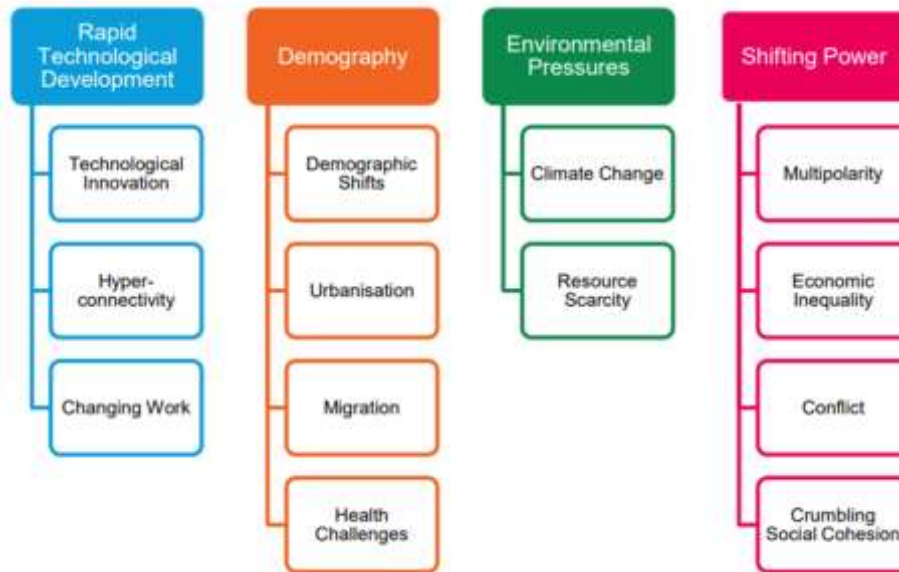 Rapid
Technological
Development
Technological
Innovation
Hyper-
connectivity
Changing Work
Demography
Demographic
Shifts
Urbanisation
Migration
Health
Challenges
Environmental
Pressures
Climate Change
Resource
Scarcity
Shifting Power
Multipolarity
Economic
Inequality
Conflict
Crumbling
Social Cohesion